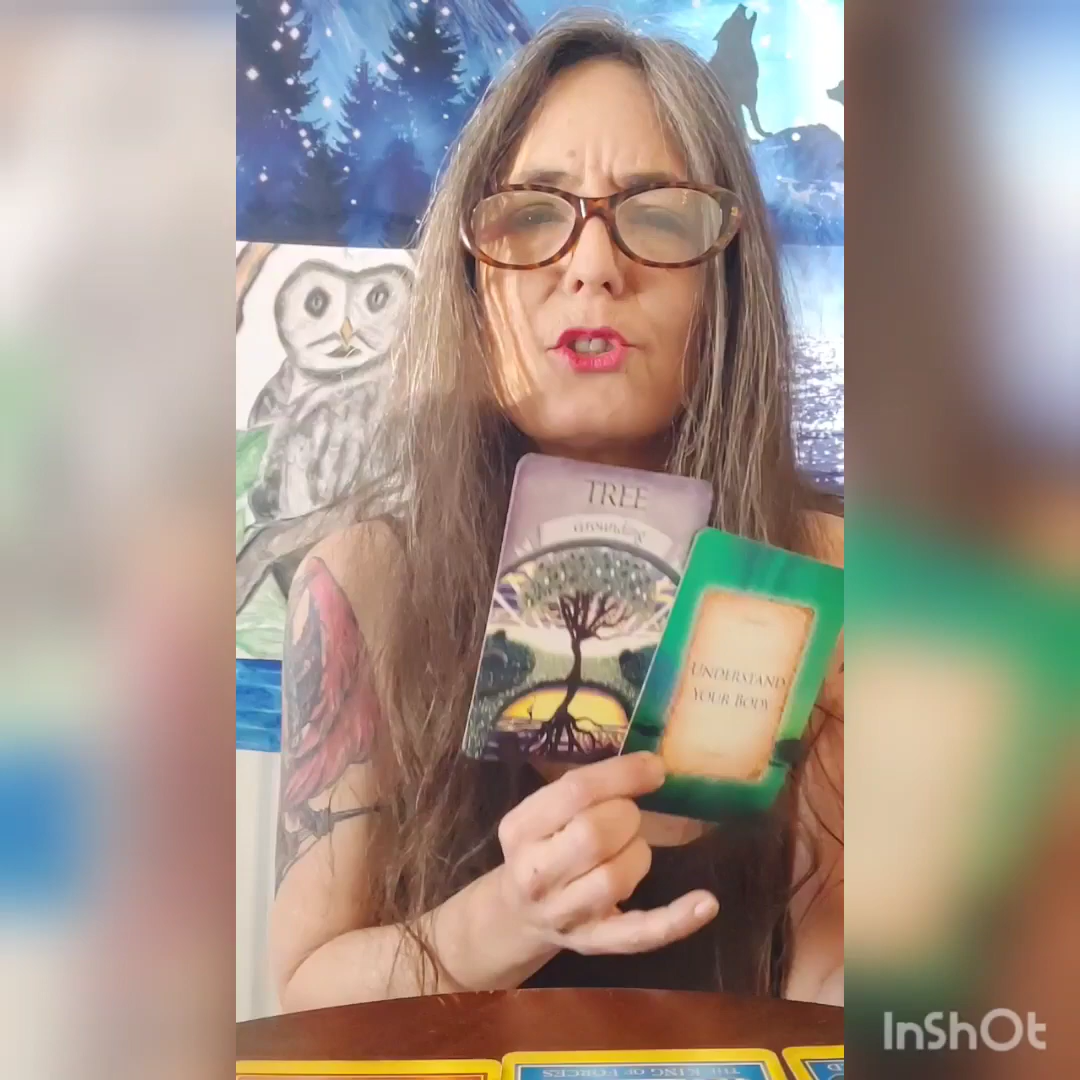 TREE
Grounding
UNDERSTAND
YOUR BODY
THE KING OF FORCES
InShOt